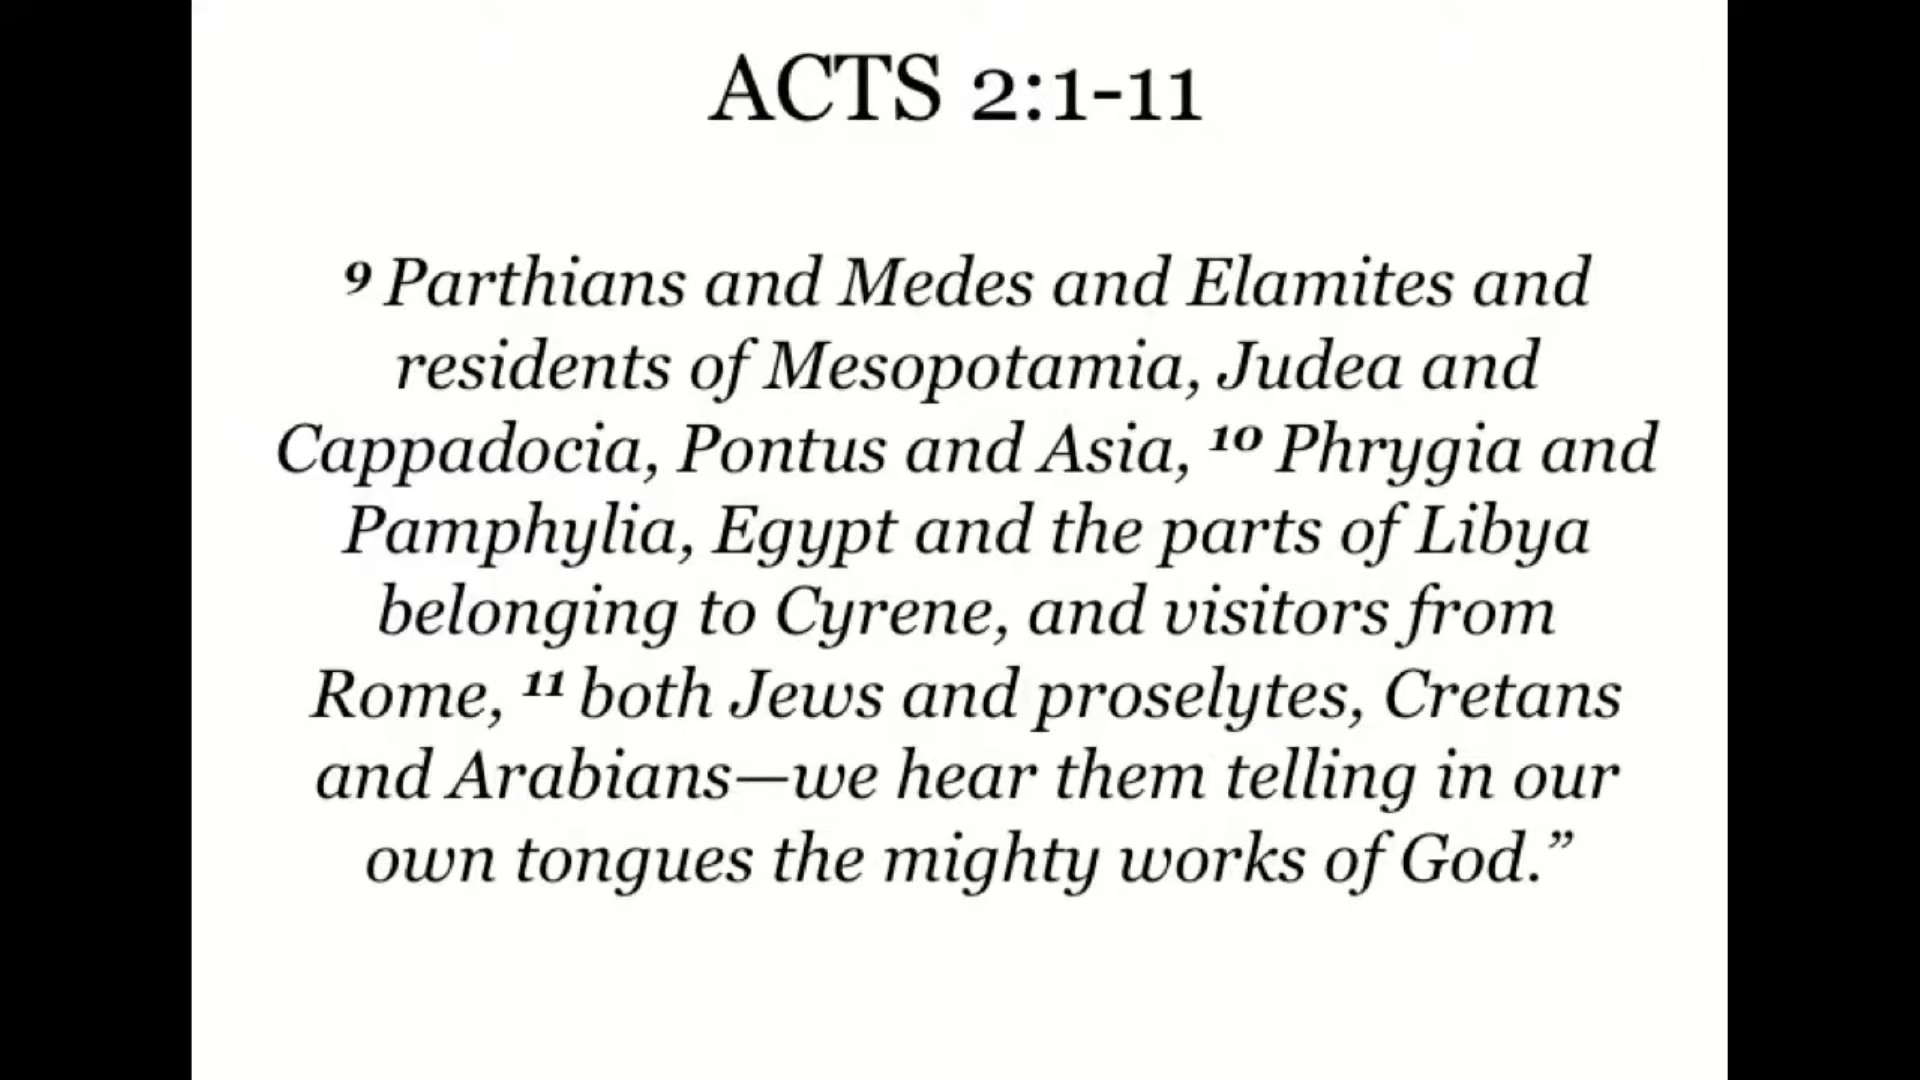 ACTS 2:1-11
9 Parthians and Medes and Elamites and
residents of Mesopotamia, Judea and
Cappadocia, Pontus and Asia, 10 Phrygia and
Pamphylia, Egypt and the parts of Libya
belonging to Cyrene, and visitors from
Rome, 11 both Jews and proselytes, Cretans
and Arabians—we hear them telling in our
own tongues the mighty works of God.”